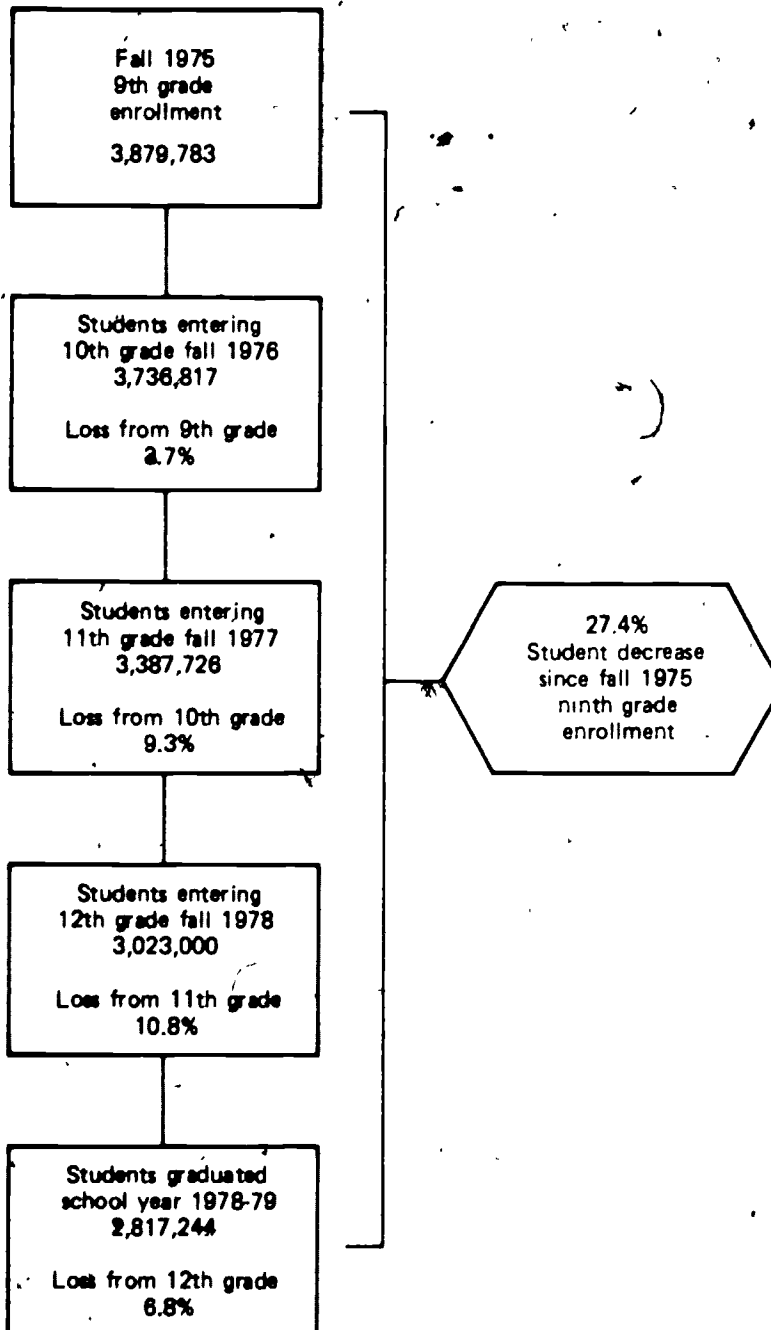 Fall 1975
9th grade
enrollment
3,879,783
Students entering
10th grade fall 1976
3,736,817
Loss from 9th grade
3.7%
Students entering
11th grade fall 1977
3,387,726
Loss from 10th grade
9.3%
Students entering
12th grade fall 1978
3,023,000
Loss from 11th grade
10.8%
Students graduated
school year 1978-79
2,817,244
Loss from 12th grade
6.8%
27.4%
Student decrease
since fall 1975
ninth grade
enrollment